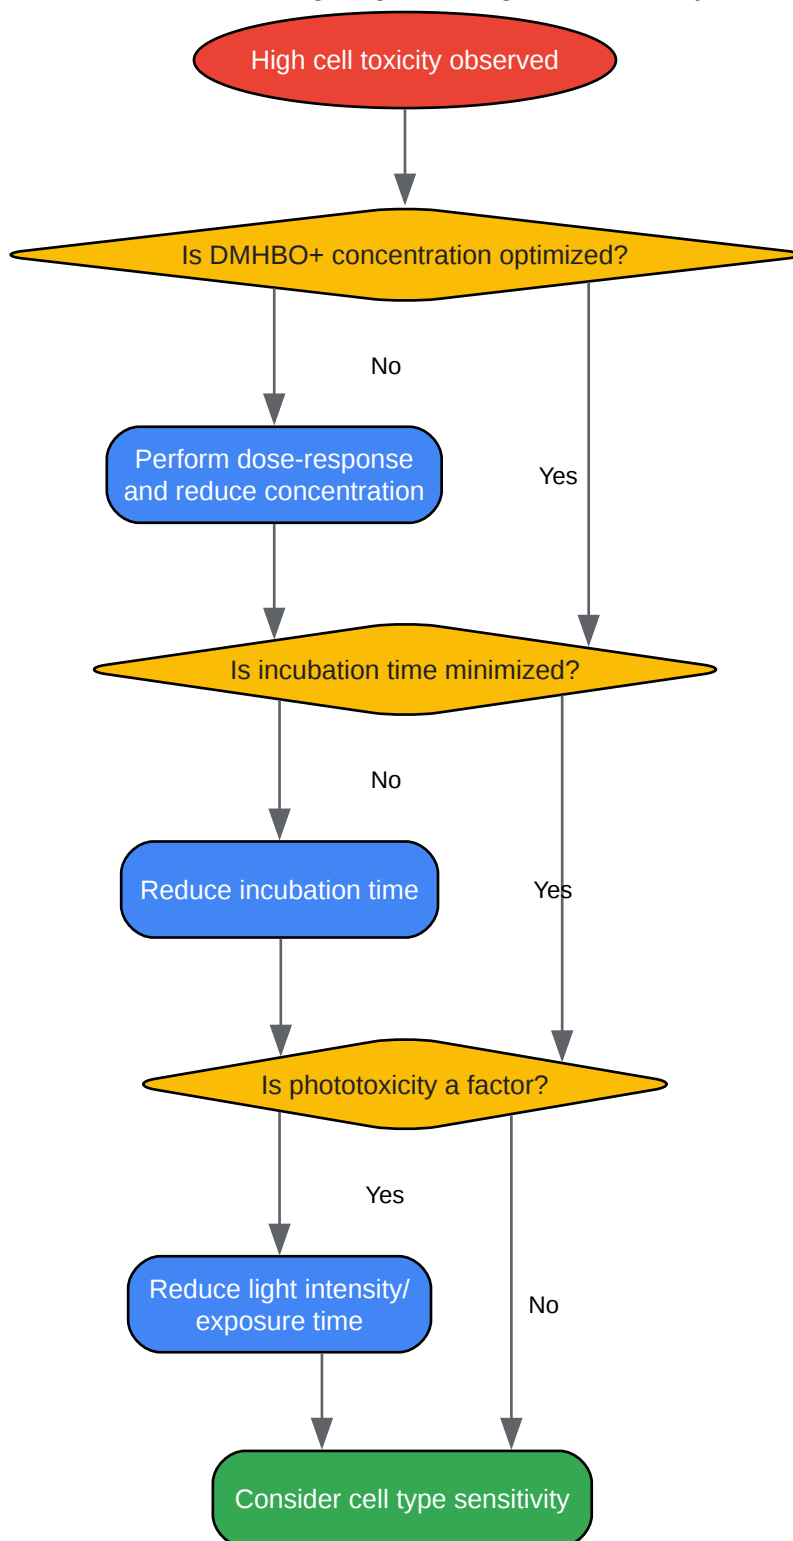 High cell toxicity observed
Is DMHBO+ concentration optimized?
No
Perform dose-response
and reduce concentration
Yes
Is incubation time minimized?
No
Reduce incubation time
Yes
Is phototoxicity a factor?
Yes
Reduce light intensity/
exposure time
No
Consider cell type sensitivity